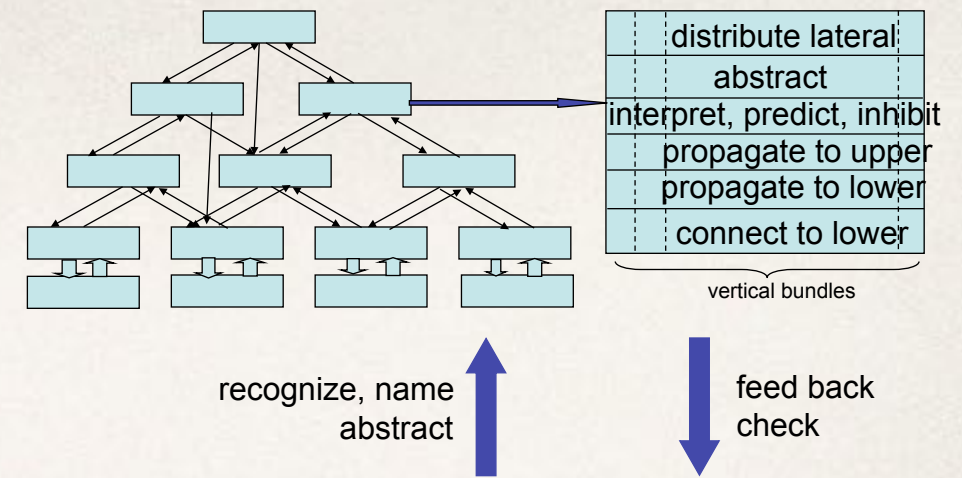 distribute lateral
abstract
interpret, predict, inhibit
propagate to upper
propagate to lower
connect to lower
vertical bundles
recognize, name
abstract
feed back
check